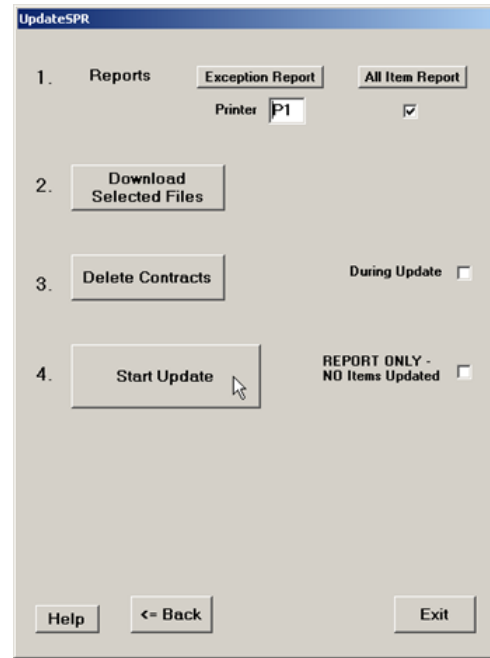 UpdateSPR
1. Reports Exception Report All Item Report
Printer P1
2. Download
Selected Files
3. Delete Contracts During Update
4. Start Update REPORT ONLY -
NO Items Updated
Help <= Back Exit